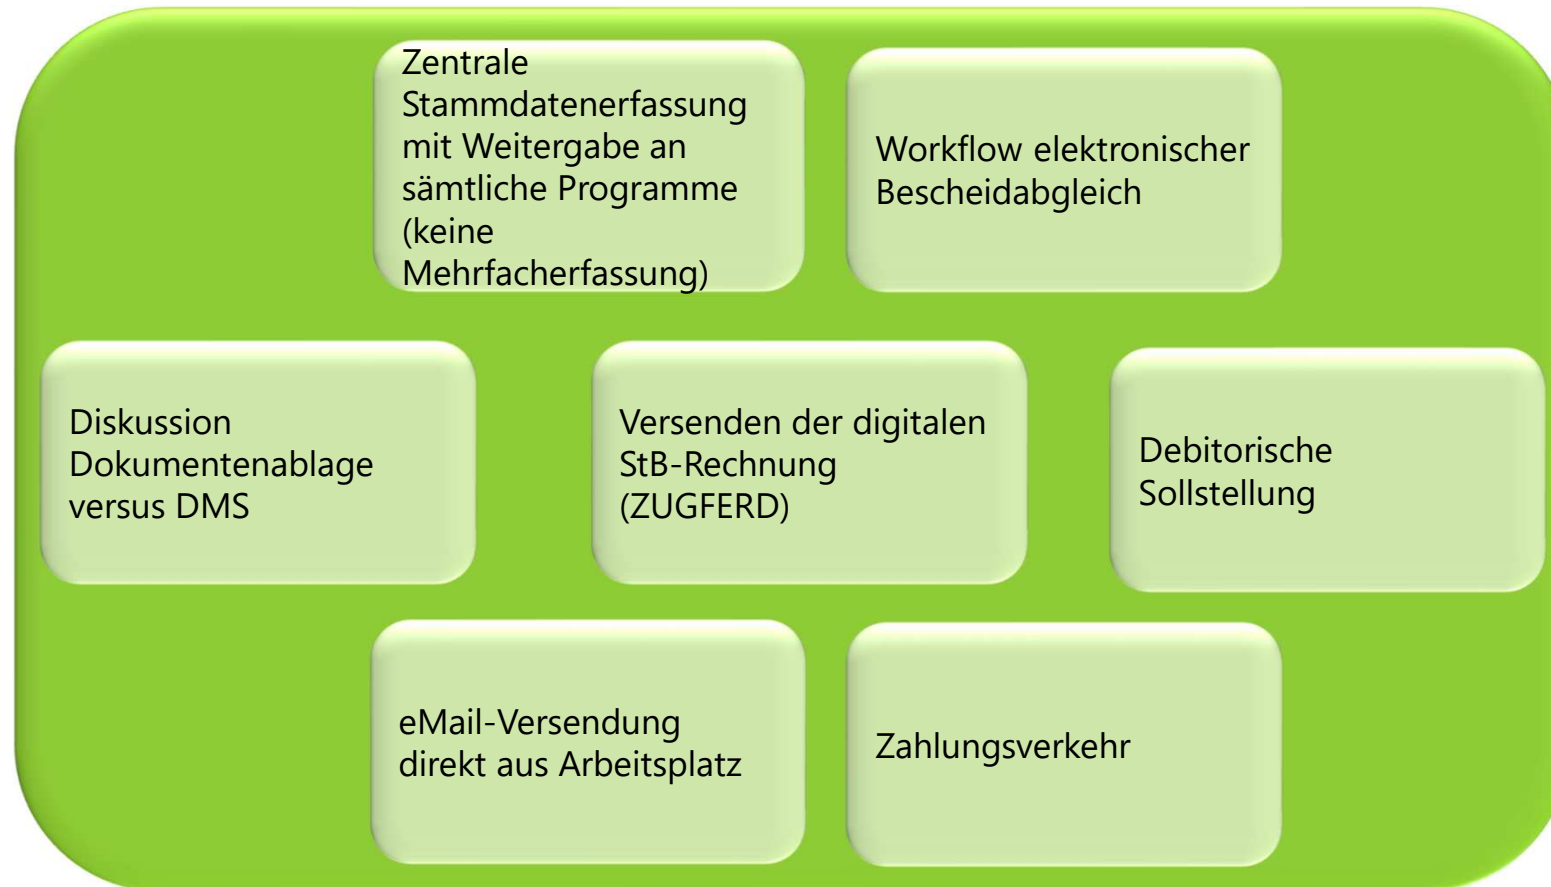 Zentrale
Stammdatenerfassung
mit Weitergabe an
sämtliche Programme
(keine
Mehrfacherfassung)
Workflow elektronischer
Bescheidabgleich
Diskussion
Dokumentenablage
versus DMS
Versenden der digitalen
StB-Rechnung
(ZUGFERD)
Debitorische
Sollstellung
eMail-Versendung
direkt aus Arbeitsplatz
Zahlungsverkehr